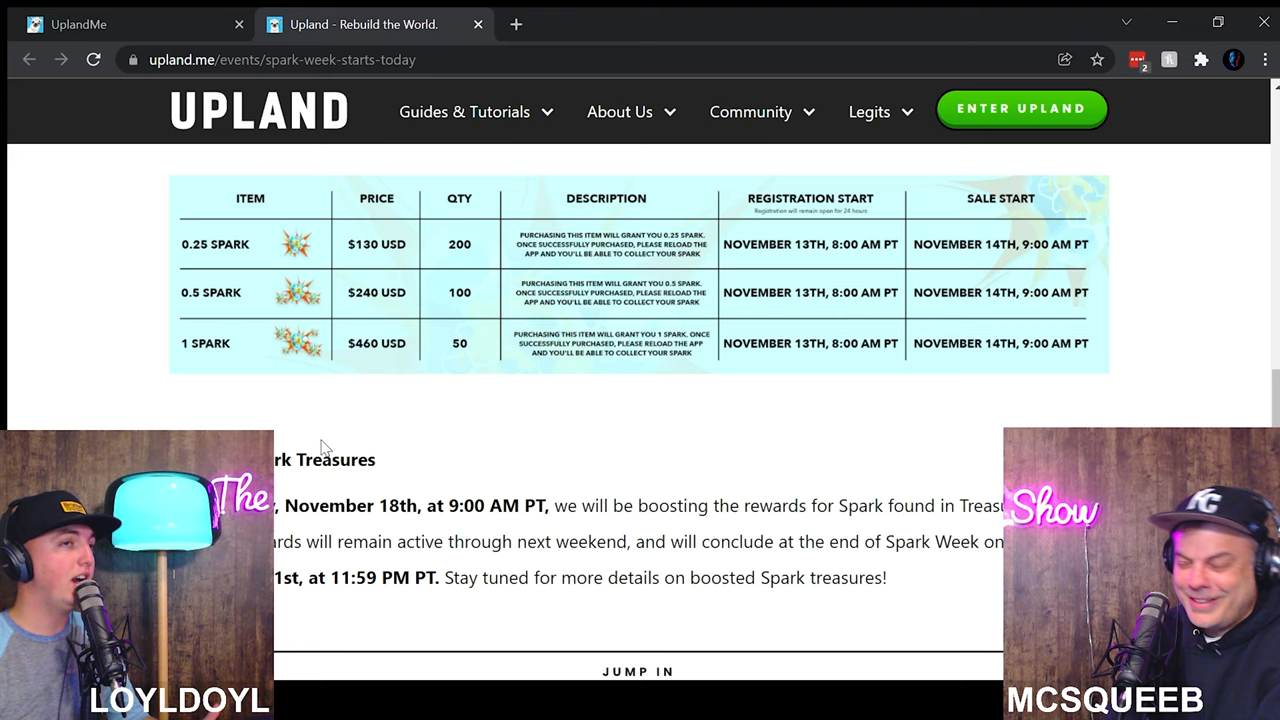 UplandMe
Upland - Rebuild the World.
upland.me/events/spark-week-starts-today
2
UPLAND
Guides & Tutorials
About Us
Community
Legits
ENTER UPLAND
ITEM PRICE QTY DESCRIPTION REGISTRATION START SALE START
Registration will remain open for 24 hours
0.25 SPARK $130 USD 200
PURCHASING THIS ITEM WILL GRANT YOU 0.25 SPARK.
ONCE SUCCESSFULLY PURCHASED, PLEASE RELOAD THE
APP AND YOU'LL BE ABLE TO COLLECT YOUR SPARK
NOVEMBER 13TH, 8:00 AM PT NOVEMBER 14TH, 9:00 AM PT
0.5 SPARK $240 USD 100
PURCHASING THIS ITEM WILL GRANT YOU 0.5 SPARK.
ONCE SUCCESSFULLY PURCHASED, PLEASE RELOAD THE
APP AND YOU'LL BE ABLE TO COLLECT YOUR SPARK
NOVEMBER 13TH, 8:00 AM PT NOVEMBER 14TH, 9:00 AM PT
1 SPARK $460 USD 50
PURCHASING THIS ITEM WILL GRANT YOU 1 SPARK. ONCE
SUCCESSFULLY PURCHASED, PLEASE RELOAD THE APP
AND YOU'LL BE ABLE TO COLLECT YOUR SPARK
NOVEMBER 13TH, 8:00 AM PT NOVEMBER 14TH, 9:00 AM PT
rk Treasures
, November 18th, at 9:00 AM PT, we will be boosting the rewards for Spark found in Treasu
rds will remain active through next weekend, and will conclude at the end of Spark Week on
1st, at 11:59 PM PT. Stay tuned for more details on boosted Spark treasures!
JUMP IN
The
Show
LOYLDOYL
MCSQUEEB